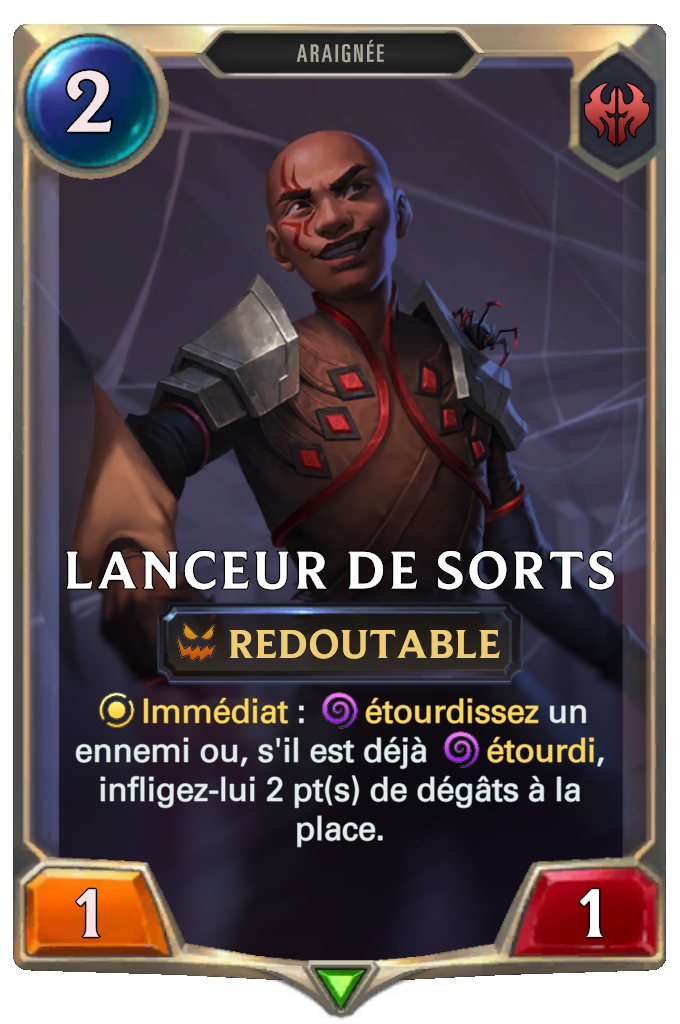 ARAIGNÉE
2
LANCEUR DE SORTS
REDOUTABLE
Immédiat : étourdissez un
ennemi ou, s'il est déjà étourdi,
infligez-lui 2 pt(s) de dégâts à la
place.
1
1